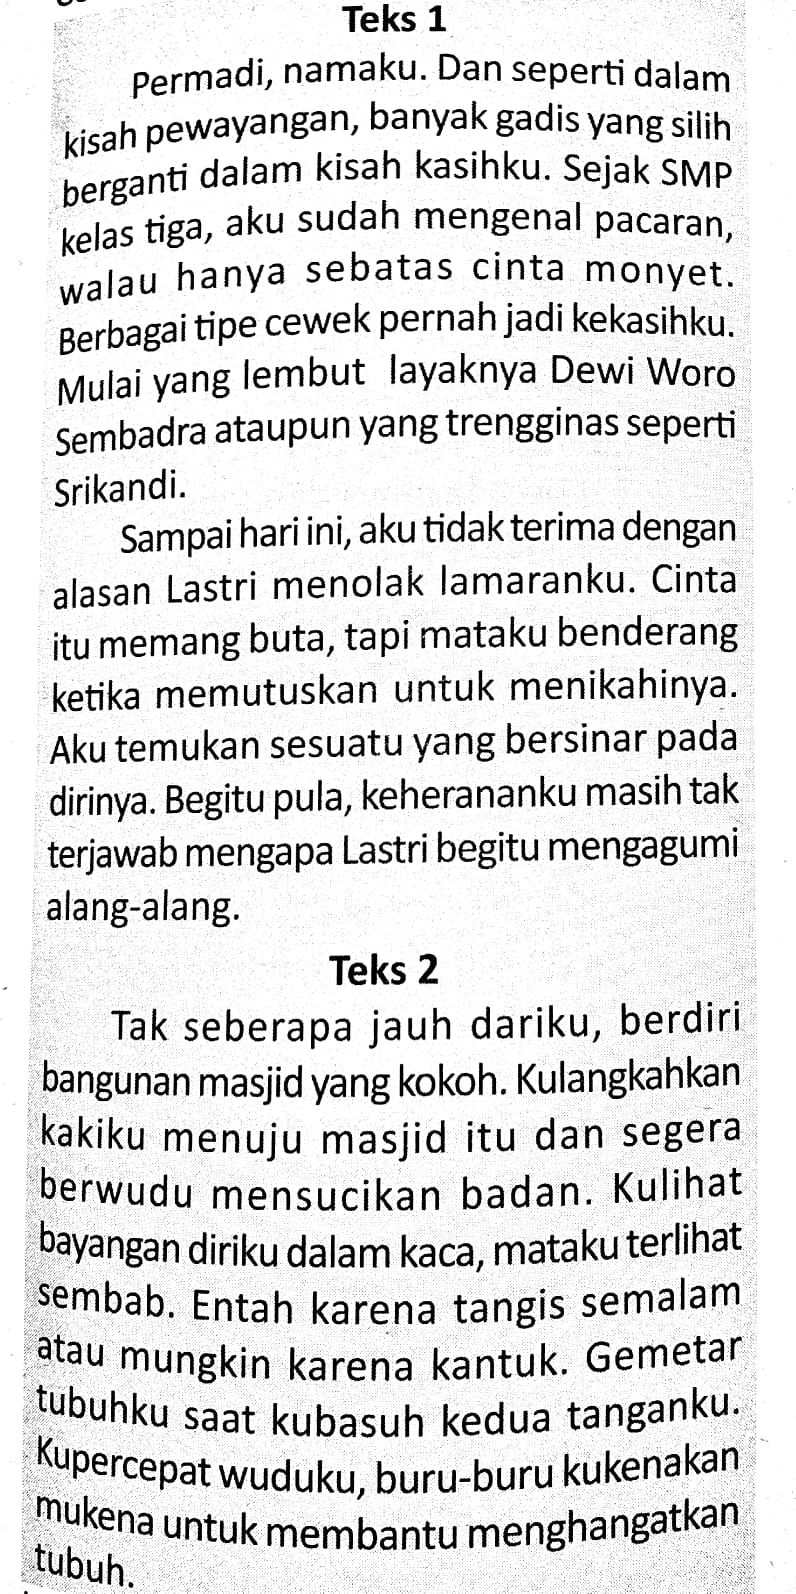 Teks 1
Permadi, namaku. Dan seperti dalam
kisah pewayangan, banyak gadis yang silih
berganti dalam kisah kasihku. Sejak SMP
kelas tiga, aku sudah mengenal pacaran,
walau hanya sebatas cinta monyet.
Berbagai tipe cewek pernah jadi kekasihku.
Mulai yang lembut layaknya Dewi Woro
Sembadra ataupun yang trengginas seperti
Srikandi.
Sampai hari ini, aku tidak terima dengan
alasan Lastri menolak lamaranku. Cinta
itu memang buta, tapi mataku benderang
ketika memutuskan untuk menikahinya.
Aku temukan sesuatu yang bersinar pada
dirinya. Begitu pula, keherananku masih tak
terjawab mengapa Lastri begitu mengagumi
alang-alang.
Teks 2
Tak seberapa jauh dariku, berdiri
bangunan masjid yang kokoh. Kulangkahkan
kakiku menuju masjid itu dan segera
berwudu mensucikan badan. Kulihat
bayangan diriku dalam kaca, mataku terlihat
sembab. Entah karena tangis semalam
atau mungkin karena kantuk. Gemetar
tubuhku saat kubasuh kedua tanganku.
Kupercepat wuduku, buru-buru kukenakan
mukena untuk membantu menghangatkan
tubuh.